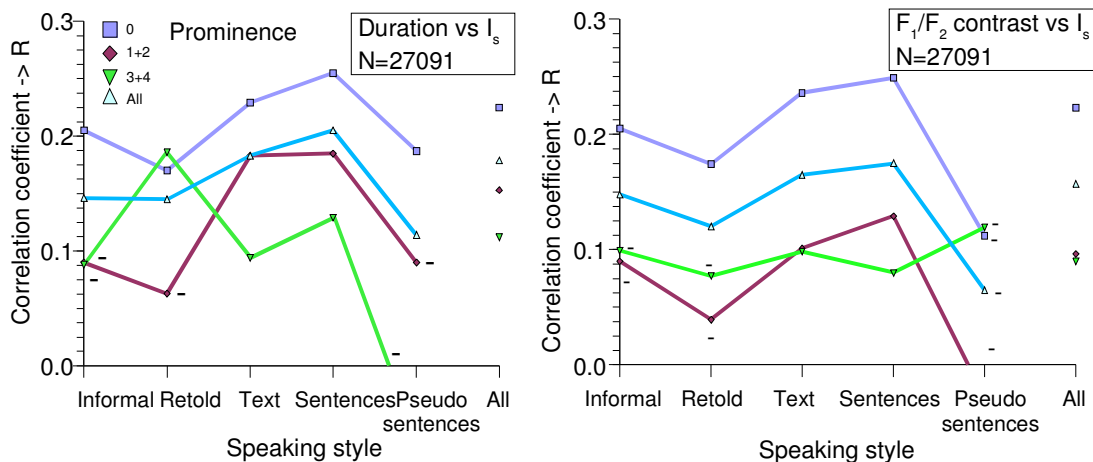 0.3
0.2
0.1
0.0
Correlation coefficient -> R
0
1+2
3+4
All
Prominence
Duration vs Is
N=27091
Informal Retold Text Sentences Pseudo sentences All
Speaking style
0.3
0.2
0.1
0.0
Correlation coefficient -> R
F1/F2 contrast vs Is
N=27091
Informal Retold Text Sentences Pseudo sentences All
Speaking style